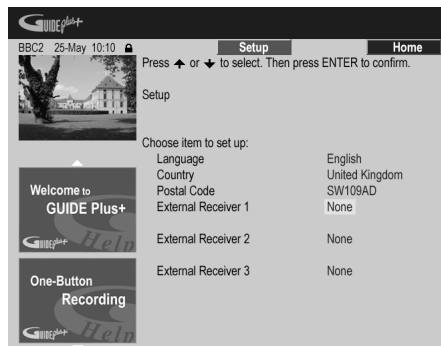 GUIDE plus+
BBC2 25-May 10:10 Setup Home
Press ↑ or ↓ to select. Then press ENTER to confirm.
Setup
Choose item to set up:
Language English
Country United Kingdom
Postal Code SW109AD
External Receiver 1 None
External Receiver 2 None
External Receiver 3 None
Welcome to
GUIDE Plus+
GUIDE plus+ Help
One-Button
Recording
GUIDE plus+ Help